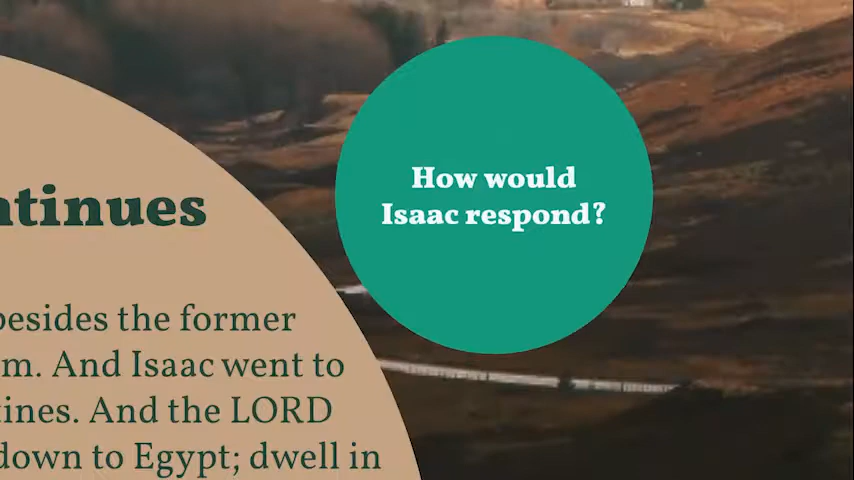 ntinues
How would
Isaac respond?
besides the former
m. And Isaac went to
tines. And the LORD
down to Egypt; dwell in